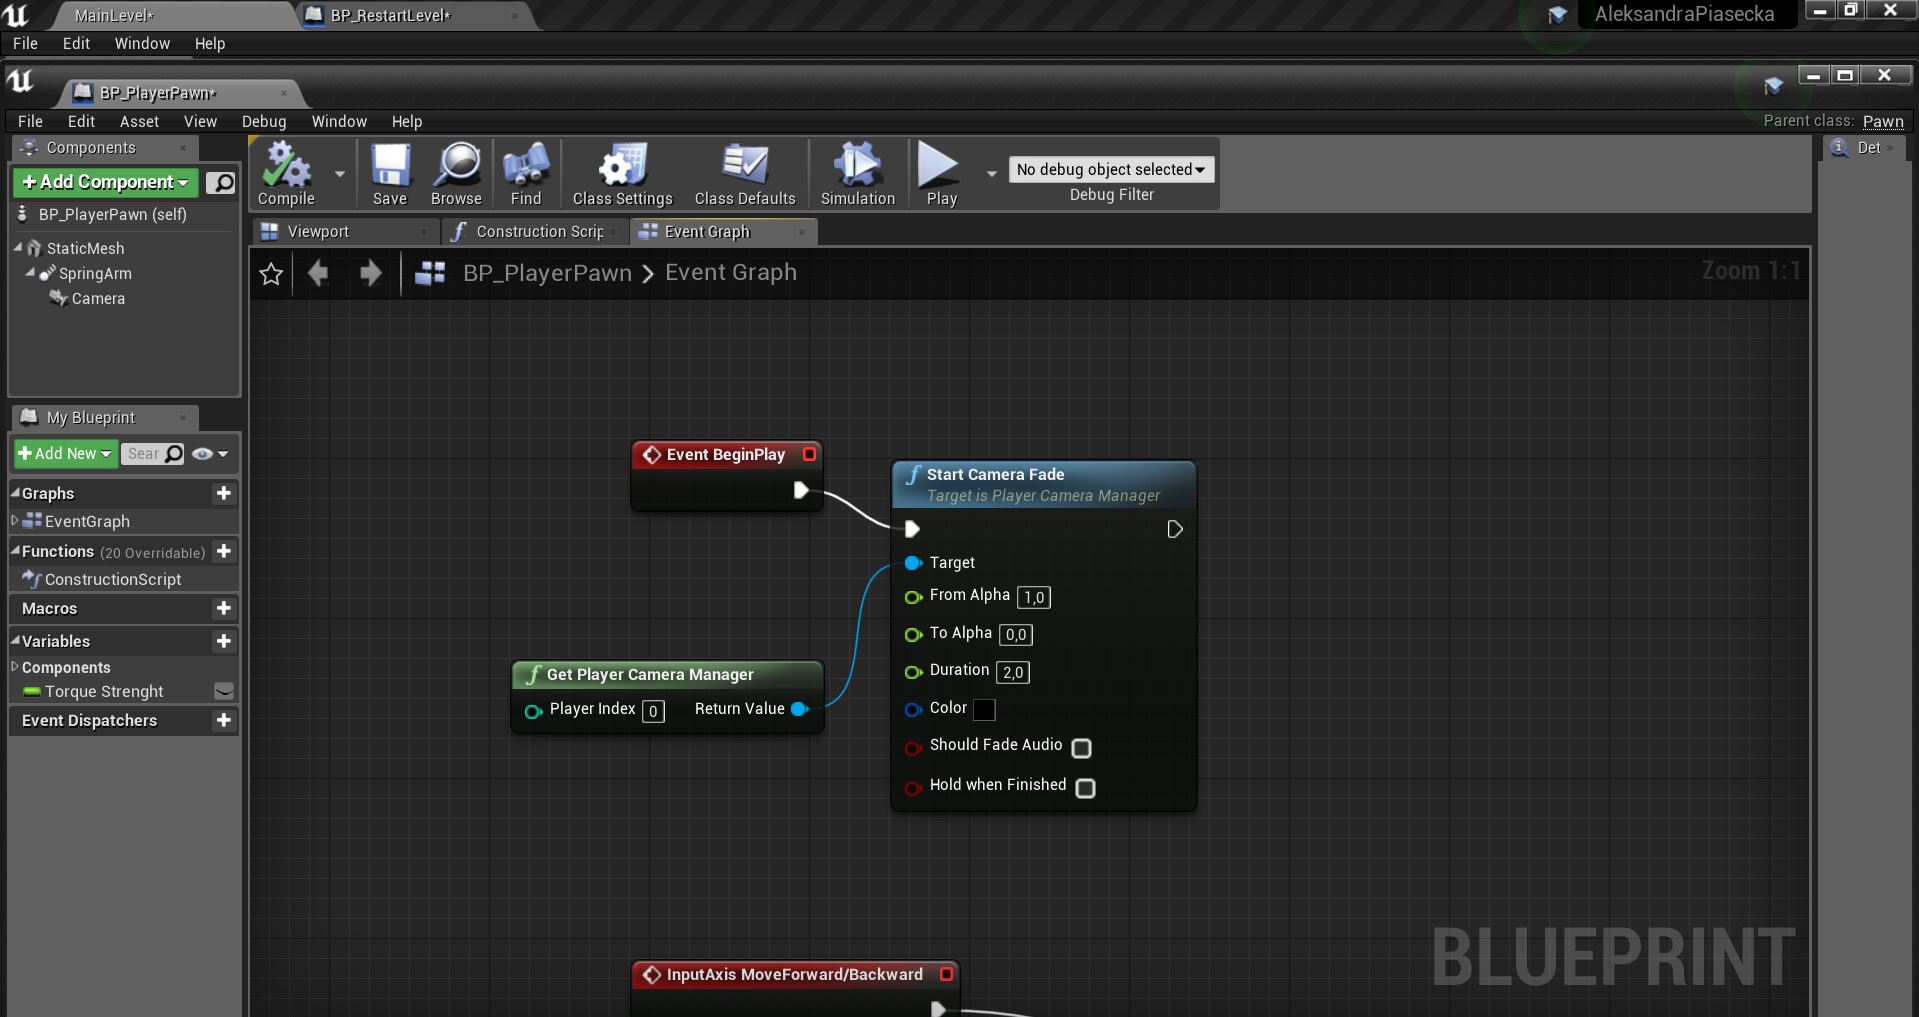 MainLevel*
BP_RestartLevel*
AleksandraPiasecka
File Edit Window Help
BP_PlayerPawn*
File Edit Asset View Debug Window Help
Parent class: Pawn
Components
Add Component
BP_PlayerPawn (self)
StaticMesh
SpringArm
Camera
Compile
Save
Browse
Find
Class Settings
Class Defaults
Simulation
Play
No debug object selected
Debug Filter
Det
Viewport
Construction Scrip
Event Graph
BP_PlayerPawn > Event Graph
Zoom 1:1
My Blueprint
Add New
Sear
Graphs
EventGraph
Functions (20 Overridable)
ConstructionScript
Macros
Variables
Components
Torque Strenght
Event Dispatchers
Event BeginPlay
Start Camera Fade
Target is Player Camera Manager
Target
From Alpha 1,0
To Alpha 0,0
Duration 2,0
Color
Should Fade Audio
Hold when Finished
Get Player Camera Manager
Player Index 0 Return Value
InputAxis MoveForward/Backward
BLUEPRINT